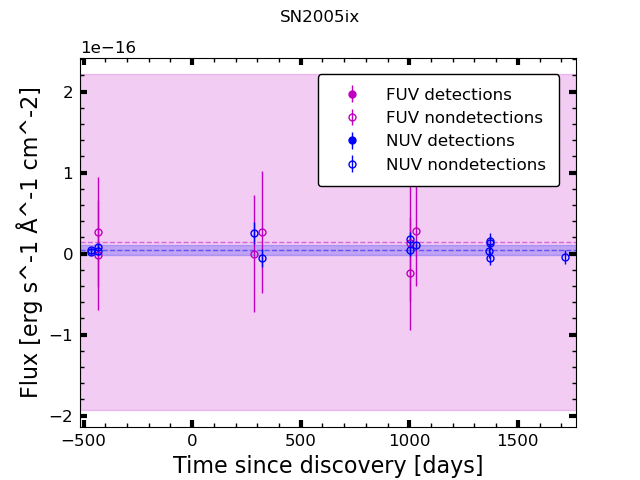 SN2005ix
1e−16
FUV detections
FUV nondetections
NUV detections
NUV nondetections
2
1
0
−1
−2
Flux [erg s^-1 Å^-1 cm^-2]
−500 0 500 1000 1500
Time since discovery [days]